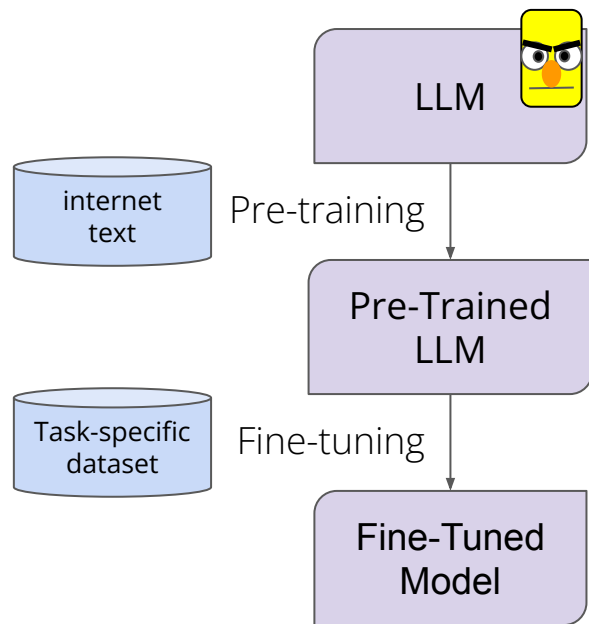 LLM
internet
text
Pre-training
Pre-Trained
LLM
Task-specific
dataset
Fine-tuning
Fine-Tuned
Model